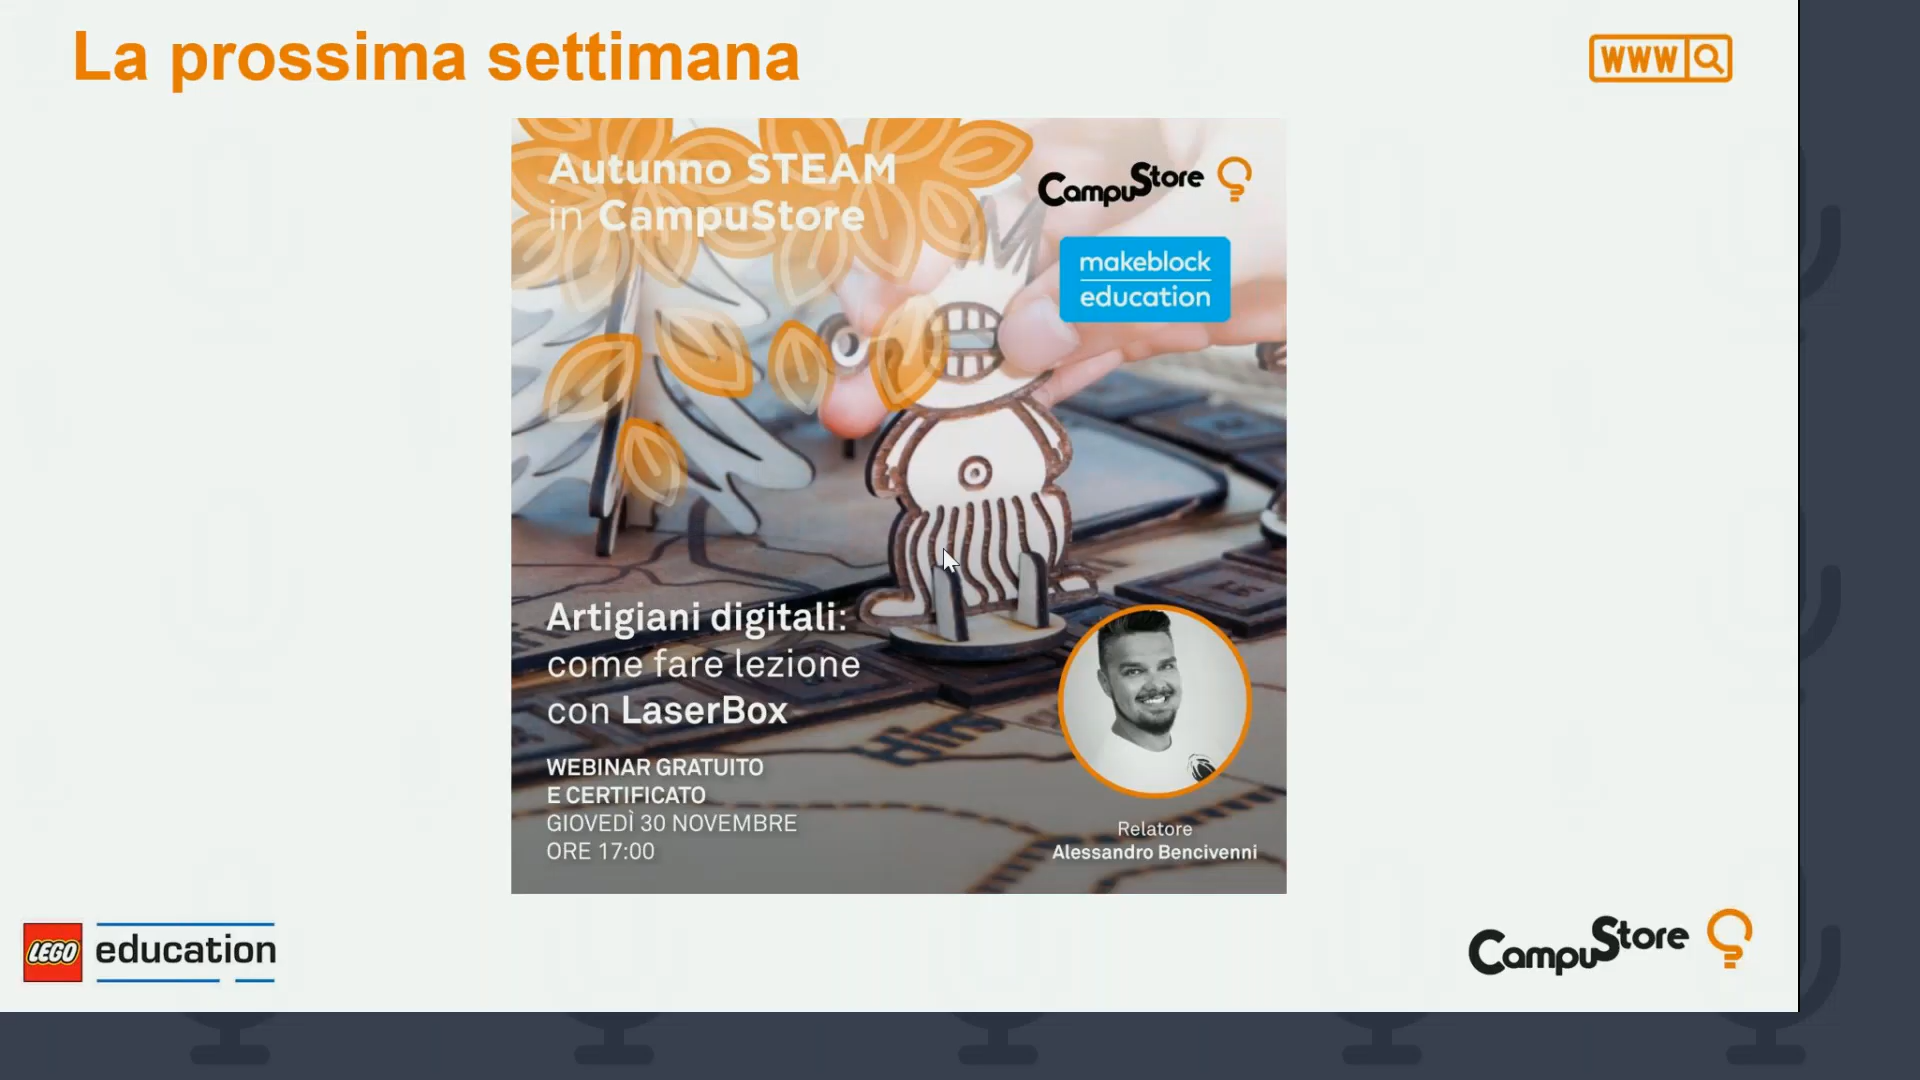 La prossima settimana
WWW
Autunno STEAM
in CampuStore
CampuStore
makeblock
education
Artigiani digitali:
come fare lezione
con LaserBox
WEBINAR GRATUITO
E CERTIFICATO
GIOVEDÌ 30 NOVEMBRE
ORE 17:00
Relatore
Alessandro Bencivenni
LEGO education
CampuStore